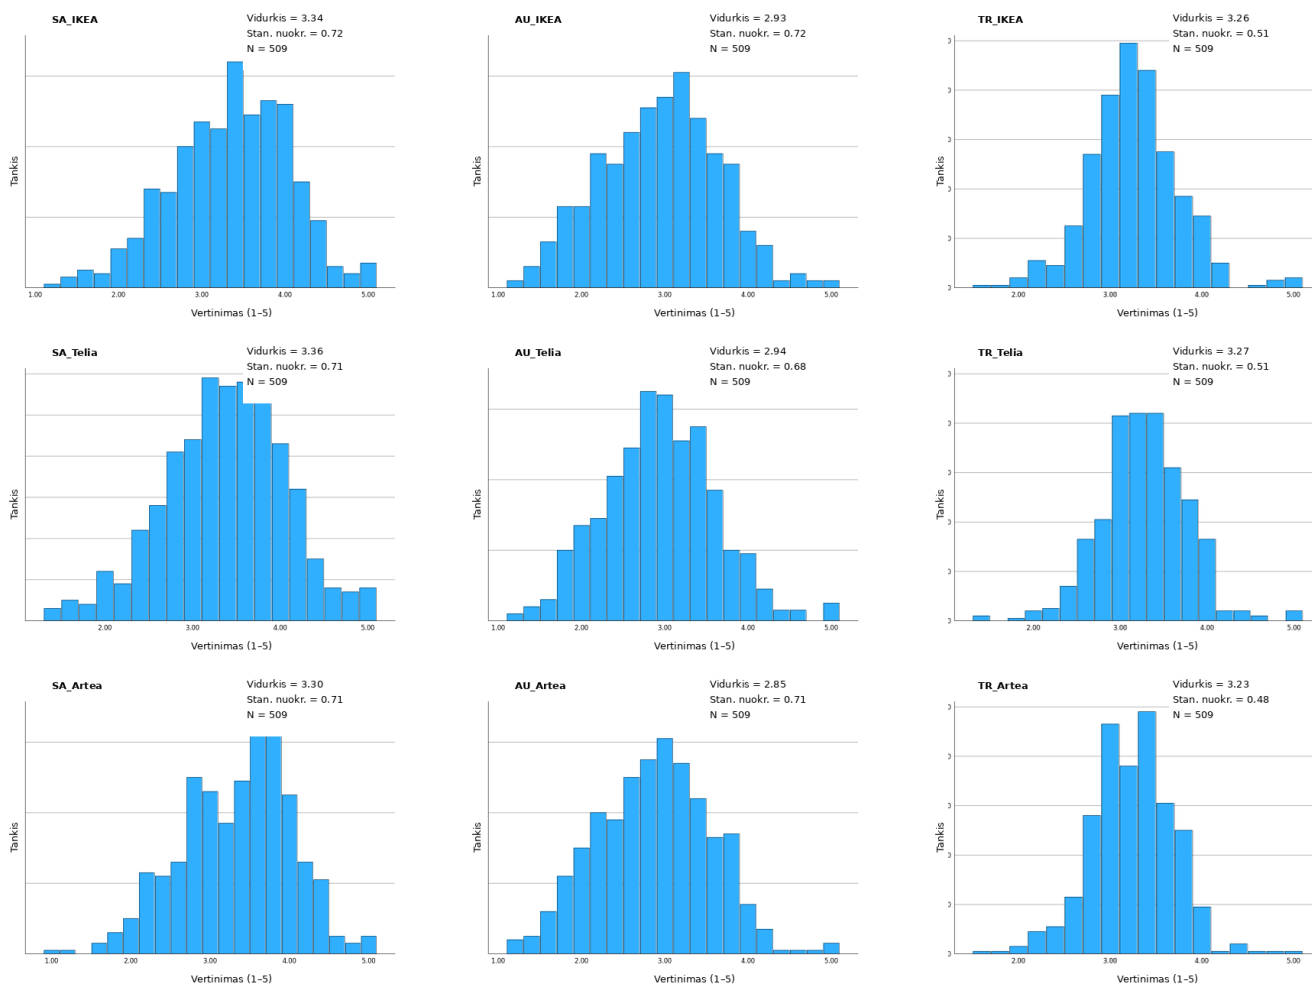 SA_IKEA
Vidurkis = 3.34
Stan. nuokr. = 0.72
N = 509
Tankis
1.00 2.00 3.00 4.00 5.00
Vertinimas (1–5)
AU_IKEA
Vidurkis = 2.93
Stan. nuokr. = 0.72
N = 509
Tankis
1.00 2.00 3.00 4.00 5.00
Vertinimas (1–5)
TR_IKEA
Vidurkis = 3.26
Stan. nuokr. = 0.51
N = 509
Tankis
2.00 3.00 4.00 5.00
Vertinimas (1–5)
SA_Telia
Vidurkis = 3.36
Stan. nuokr. = 0.71
N = 509
Tankis
2.00 3.00 4.00 5.00
Vertinimas (1–5)
AU_Telia
Vidurkis = 2.94
Stan. nuokr. = 0.68
N = 509
Tankis
1.00 2.00 3.00 4.00 5.00
Vertinimas (1–5)
TR_Telia
Vidurkis = 3.27
Stan. nuokr. = 0.51
N = 509
Tankis
2.00 3.00 4.00 5.00
Vertinimas (1–5)
SA_Artea
Vidurkis = 3.30
Stan. nuokr. = 0.71
N = 509
Tankis
1.00 2.00 3.00 4.00 5.00
Vertinimas (1–5)
AU_Artea
Vidurkis = 2.85
Stan. nuokr. = 0.71
N = 509
Tankis
1.00 2.00 3.00 4.00 5.00
Vertinimas (1–5)
TR_Artea
Vidurkis = 3.23
Stan. nuokr. = 0.48
N = 509
Tankis
2.00 3.00 4.00 5.00
Vertinimas (1–5)